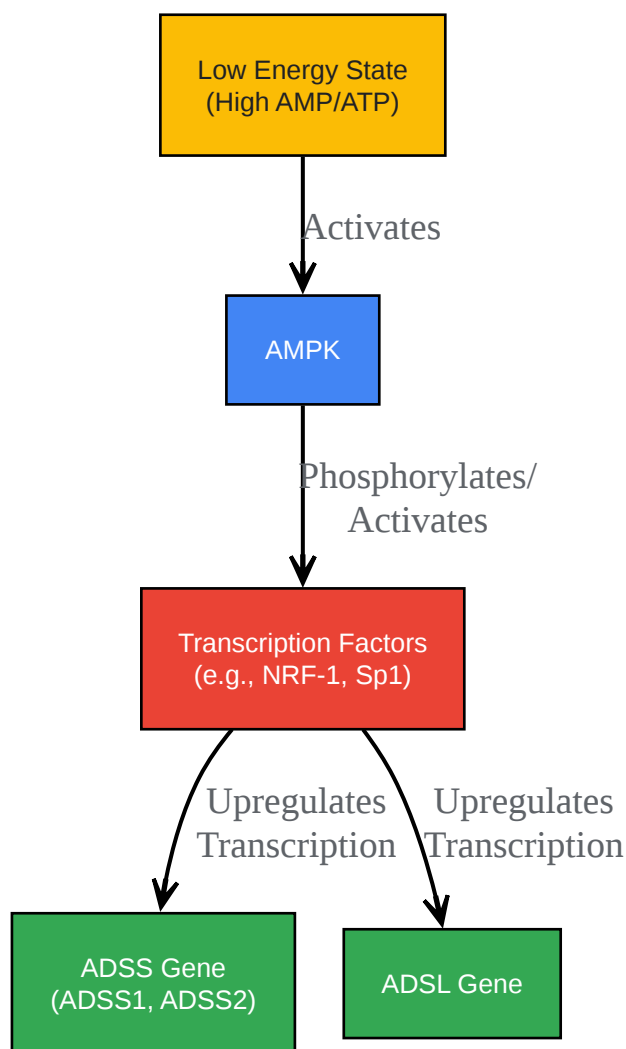 Low Energy State
(High AMP/ATP)
Activates
AMPK
Phosphorylates/
Activates
Transcription Factors
(e.g., NRF-1, Sp1)
Upregulates
Transcription
Upregulates
Transcription
ADSS Gene
(ADSS1, ADSS2)
ADSL Gene